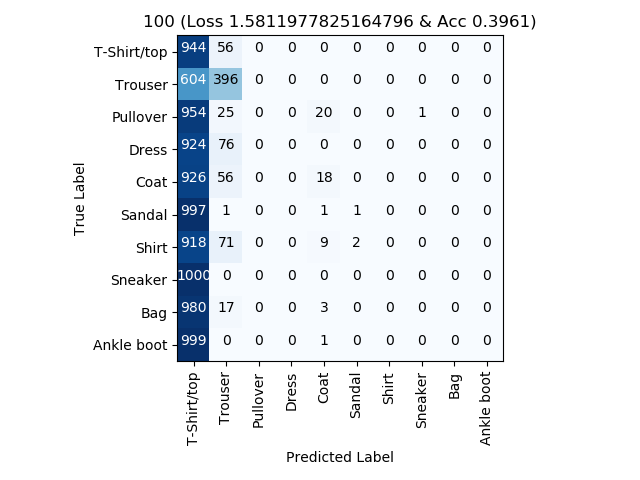 100 (Loss 1.5811977825164796 & Acc 0.3961)
T-Shirt/top 944 56 0 0 0 0 0 0 0 0
Trouser 604 396 0 0 0 0 0 0 0 0
Pullover 954 25 0 0 20 0 0 1 0 0
Dress 924 76 0 0 0 0 0 0 0 0
Coat 926 56 0 0 18 0 0 0 0 0
Sandal 997 1 0 0 1 1 0 0 0 0
Shirt 918 71 0 0 9 2 0 0 0 0
Sneaker 1000 0 0 0 0 0 0 0 0 0
Bag 980 17 0 0 3 0 0 0 0 0
Ankle boot 999 0 0 0 1 0 0 0 0 0
True Label
T-Shirt/top Trouser Pullover Dress Coat Sandal Shirt Sneaker Bag Ankle boot
Predicted Label